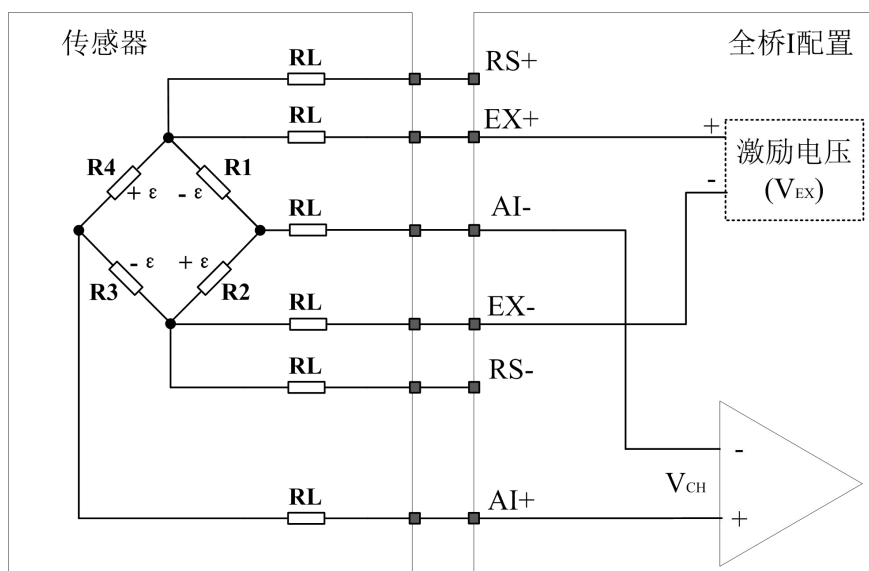 传感器
全桥I配置
RL
RS+
RL
EX+
+
激励电压
(VEX)
-
R4
R1
+ ε
- ε
RL
AI-
- ε
+ ε
R3
R2
RL
EX-
RL
RS-
-
VCH
RL
AI+
+